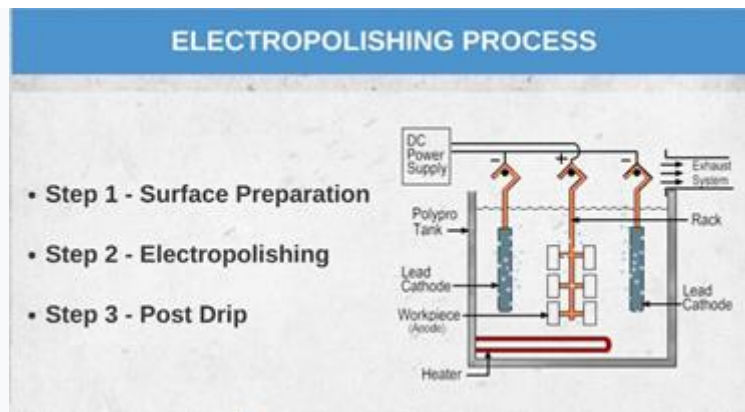 ELECTROPOLISHING PROCESS
• Step 1 - Surface Preparation
• Step 2 - Electropolishing
• Step 3 - Post Drip
DC
Power
Supply
-
+
-
Exhaust
System
Polypro
Tank
Rack
Lead
Cathode
Lead
Cathode
Workpiece
(Anode)
Heater